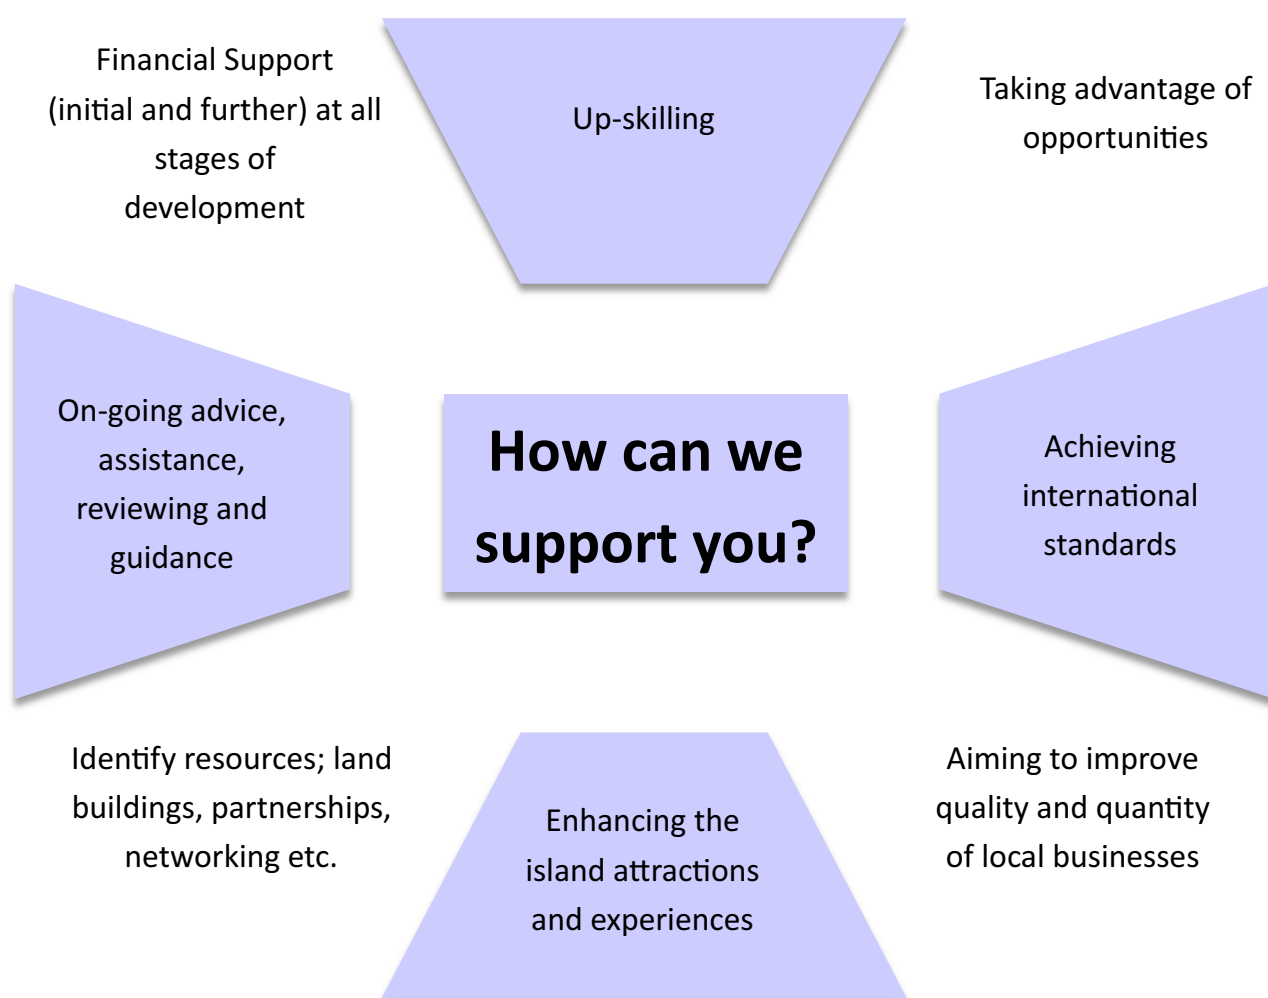 Financial Support
(initial and further) at all
stages of
development
Up-skilling
Taking advantage of
opportunities
On-going advice,
assistance,
reviewing and
guidance
How can we
support you?
Achieving
international
standards
Identify resources; land
buildings, partnerships,
networking etc.
Enhancing the
island attractions
and experiences
Aiming to improve
quality and quantity
of local businesses